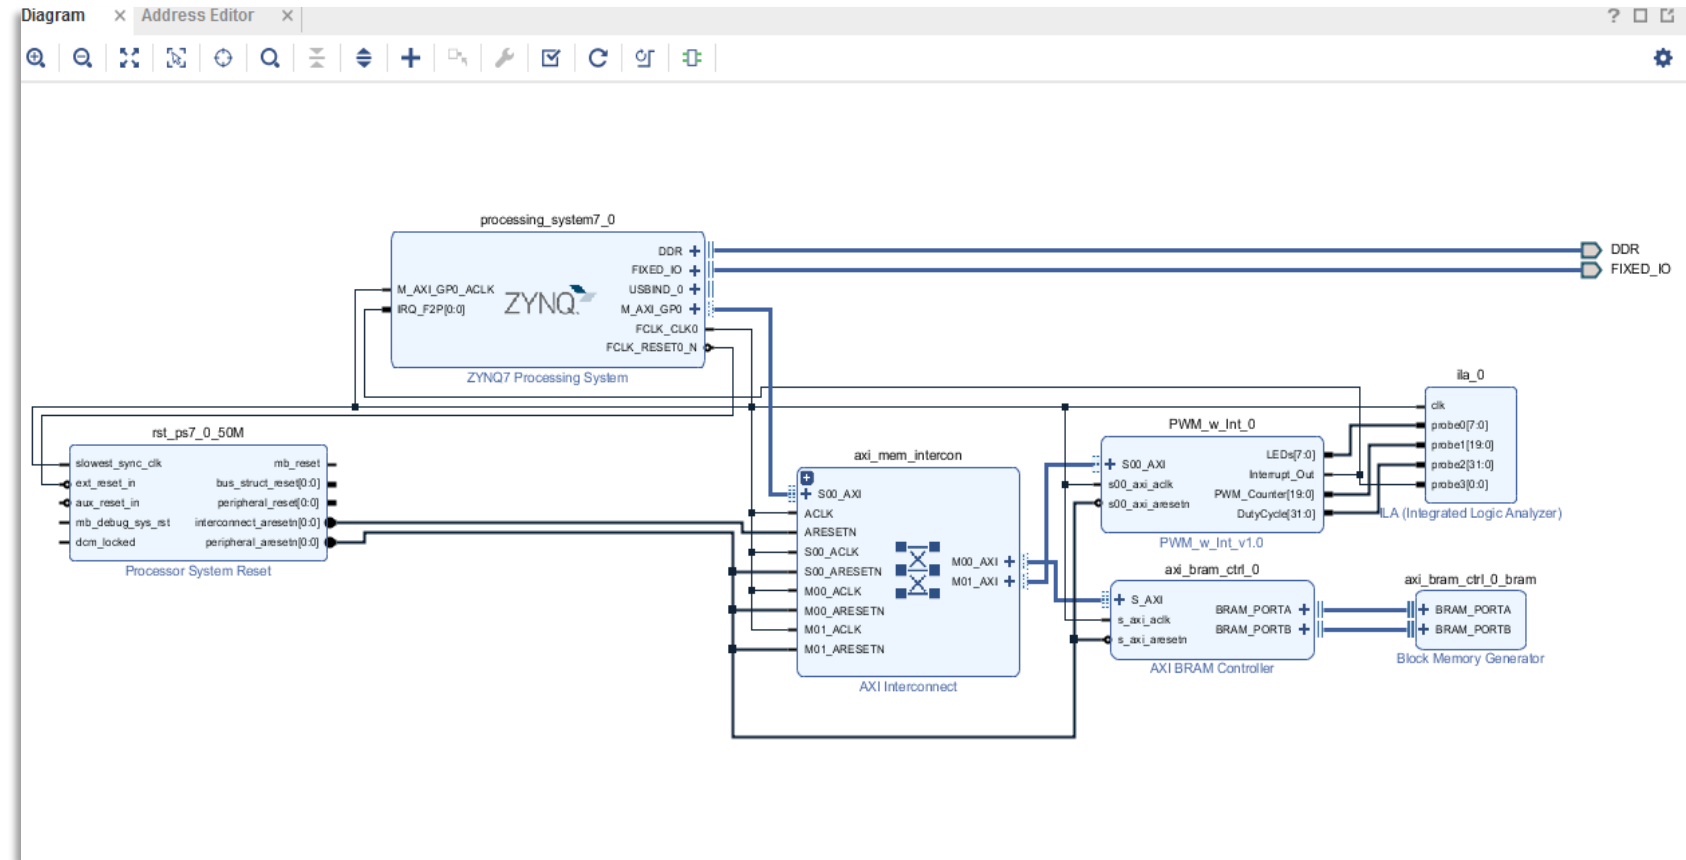 Diagram × Address Editor × ?
processing_system7_0
DDR
FIXED_IO
USBIND_0
M_AXI_GP0
FCLK_CLK0
FCLK_RESET0_N
M_AXI_GP0_ACLK
IRQ_F2P[0:0]
ZYNQ
ZYNQ7 Processing System
DDR
FIXED_IO
rst_ps7_0_50M
slowest_sync_clk
ext_reset_in
aux_reset_in
mb_debug_sys_rst
dcm_locked
mb_reset
bus_struct_reset[0:0]
peripheral_reset[0:0]
interconnect_aresetn[0:0]
peripheral_aresetn[0:0]
Processor System Reset
axi_mem_intercon
S00_AXI
ACLK
ARESETN
S00_ACLK
S00_ARESETN
M00_ACLK
M00_ARESETN
M01_ACLK
M01_ARESETN
M00_AXI
M01_AXI
AXI Interconnect
PWM_w_Int_0
S00_AXI
s00_axi_aclk
s00_axi_aresetn
LEDs[7:0]
Interrupt_Out
PWM_Counter[19:0]
DutyCycle[31:0]
PWM_w_Int_v1.0
ila_0
clk
probe0[7:0]
probe1[19:0]
probe2[31:0]
probe3[0:0]
ILA (Integrated Logic Analyzer)
axi_bram_ctrl_0
S_AXI
s_axi_aclk
s_axi_aresetn
BRAM_PORTA
BRAM_PORTB
AXI BRAM Controller
axi_bram_ctrl_0_bram
BRAM_PORTA
BRAM_PORTB
Block Memory Generator